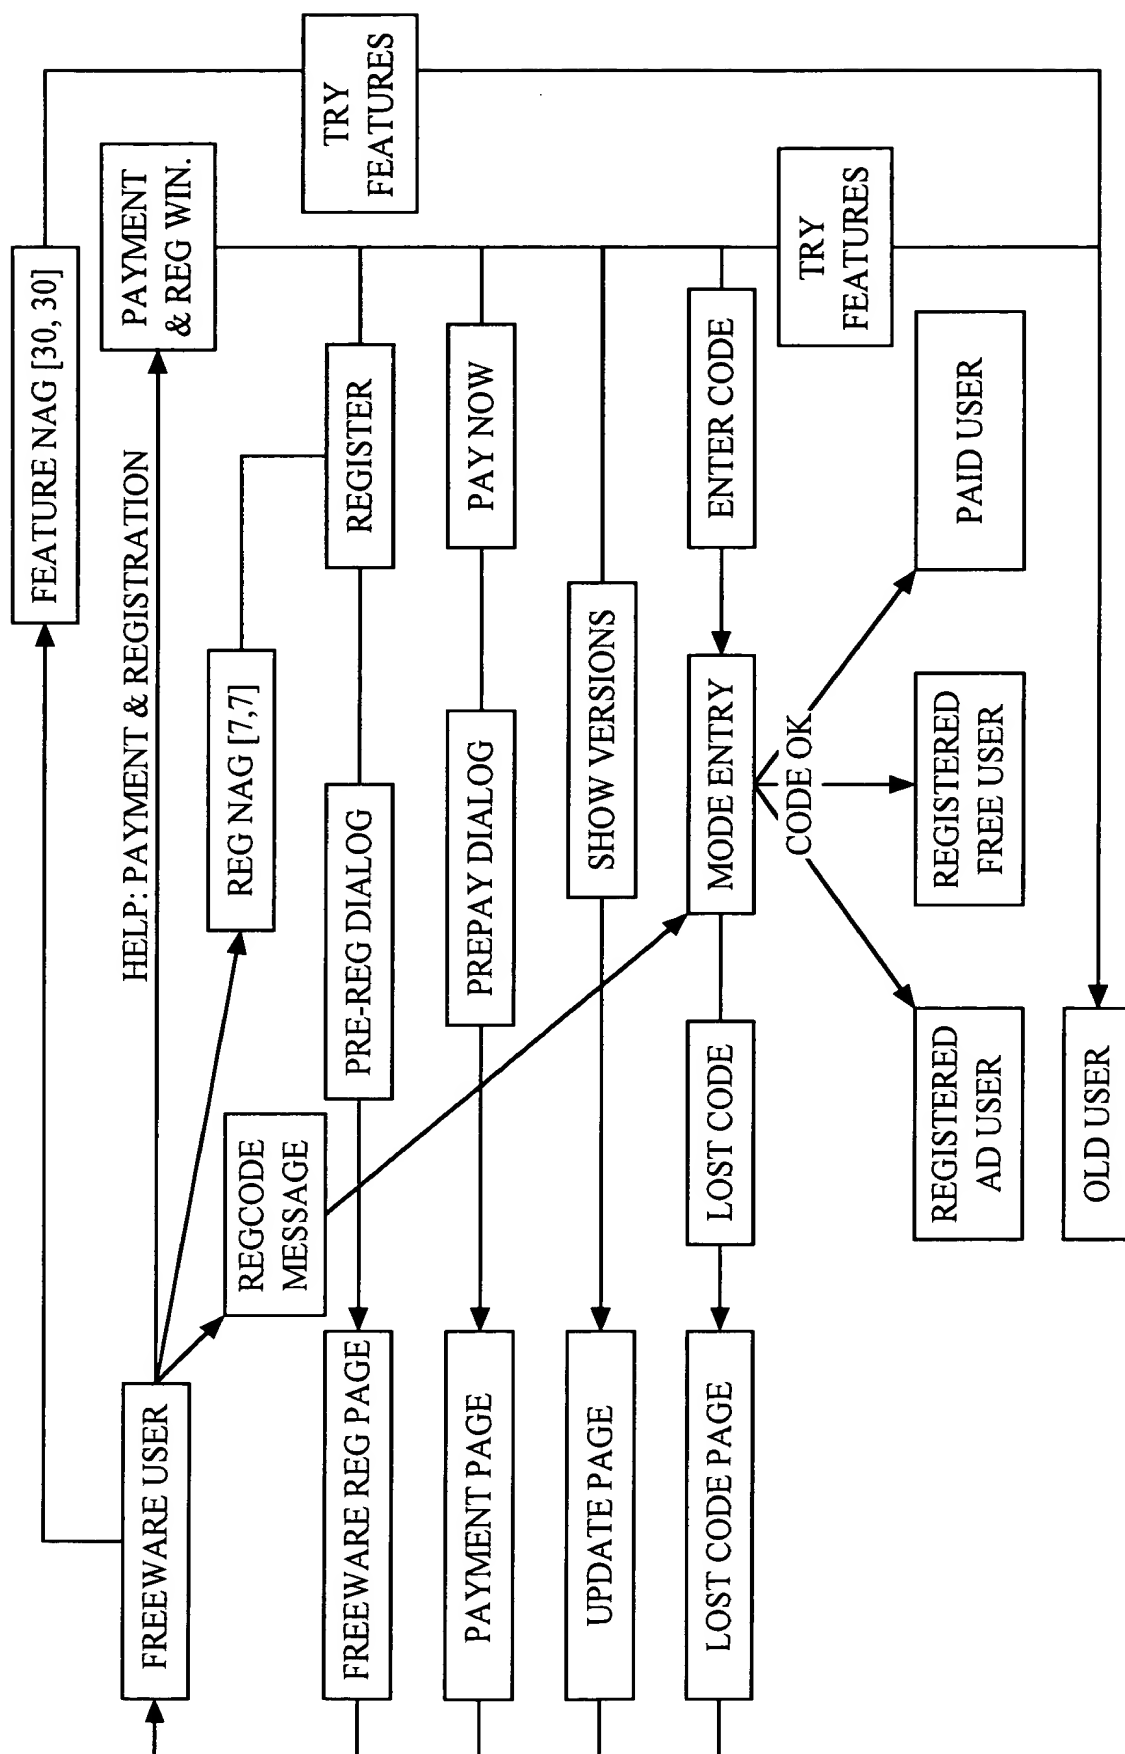 FEATURE NAG [30, 30]
TRY
FEATURES
HELP: PAYMENT & REGISTRATION
PAYMENT
& REG WIN.
FREEWARE USER
REG NAG [7,7]
REGCODE
MESSAGE
FREEWARE REG PAGE
PRE-REG DIALOG
REGISTER
PAYMENT PAGE
PREPAY DIALOG
PAY NOW
UPDATE PAGE
SHOW VERSIONS
LOST CODE PAGE
LOST CODE
MODE ENTRY
ENTER CODE
TRY
FEATURES
CODE OK
REGISTERED
AD USER
REGISTERED
FREE USER
PAID USER
OLD USER